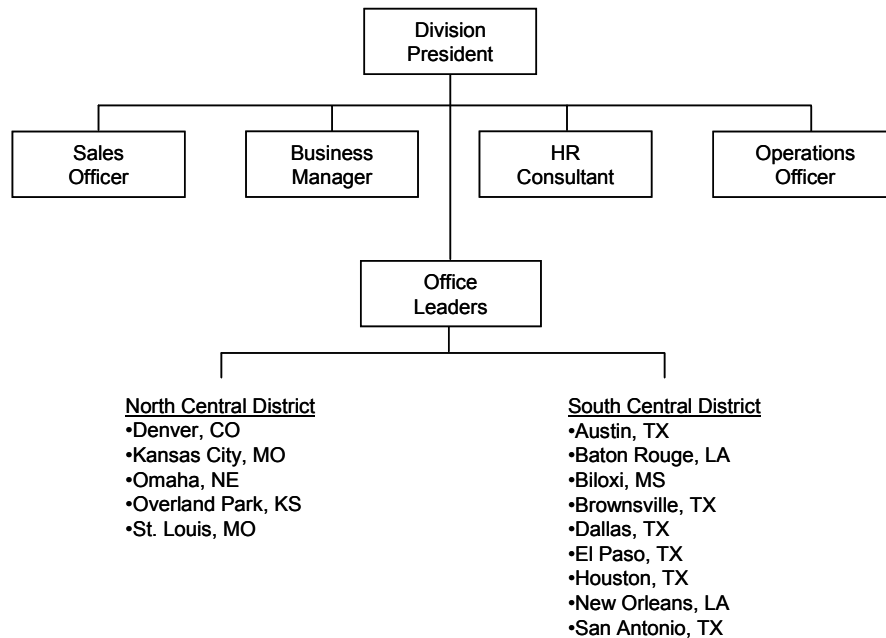 Division
President
Sales
Officer
Business
Manager
HR
Consultant
Operations
Officer
Office
Leaders
North Central District
•Denver, CO
•Kansas City, MO
•Omaha, NE
•Overland Park, KS
•St. Louis, MO
South Central District
•Austin, TX
•Baton Rouge, LA
•Biloxi, MS
•Brownsville, TX
•Dallas, TX
•El Paso, TX
•Houston, TX
•New Orleans, LA
•San Antonio, TX